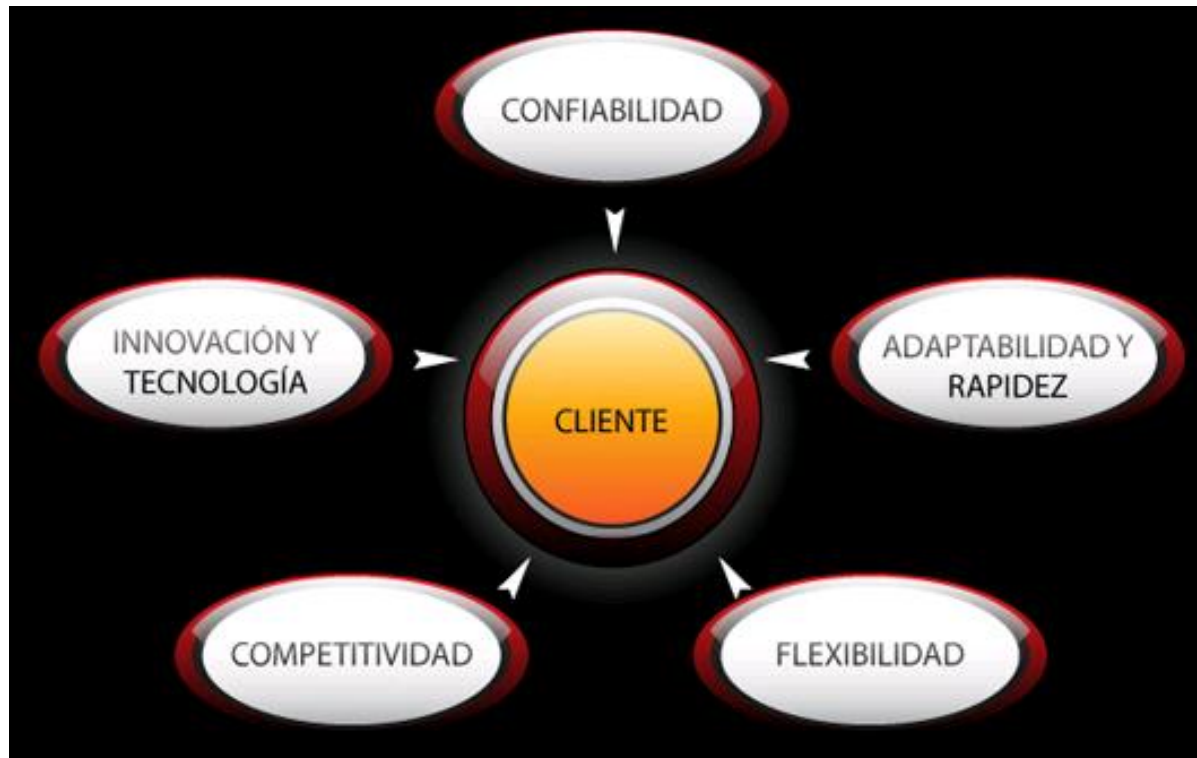 CONFIABILIDAD
INNOVACIÓN Y
TECNOLOGÍA
ADAPTABILIDAD Y
RAPIDEZ
CLIENTE
COMPETITIVIDAD
FLEXIBILIDAD